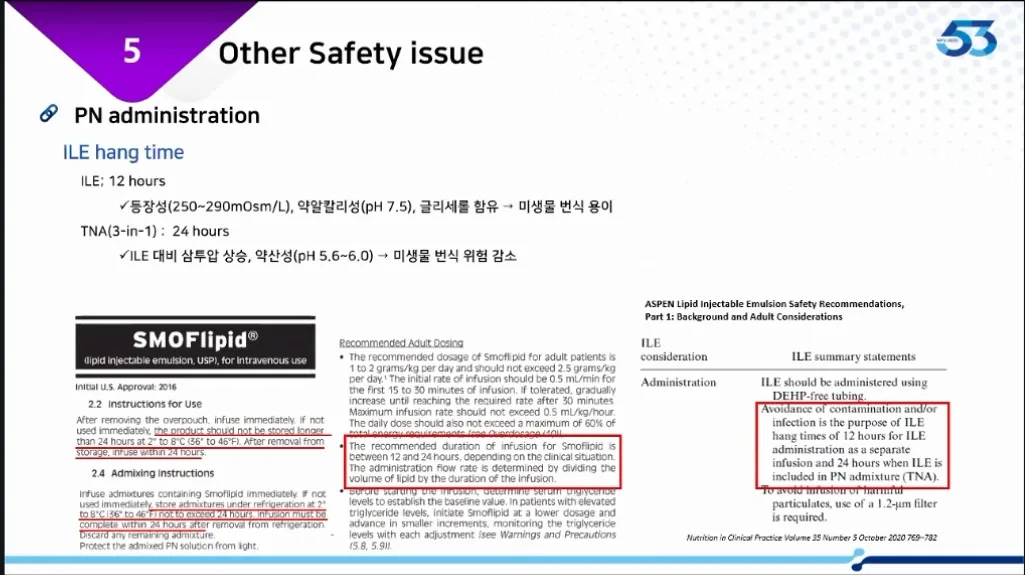 5
Other Safety issue
53
PN administration
ILE hang time
ILE; 12 hours
✓등장성(250~290mOsm/L), 약알칼리성(pH 7.5), 글리세롤 함유 → 미생물 번식 용이
TNA(3-in-1) : 24 hours
✓ILE 대비 삼투압 상승, 약산성(pH 5.6~6.0) → 미생물 번식 위험 감소
SMOFlipid®
(lipid injectable emulsion, USP), for intravenous use
Initial U.S. Approval: 2016
2.2 Instructions for Use
After removing the overpouch, infuse immediately. If not
used immediately, the product should not be stored longer
than 24 hours at 2° to 8°C (36° to 46°F). After removal from
storage, infuse within 24 hours.
2.4 Admixing Instructions
Infuse admixtures containing Smoflipid immediately. If not
used immediately, store admixtures under refrigeration at 2°
to 8°C (36° to 46°F) not to exceed 24 hours. Infusion must be
complete within 24 hours after removal from refrigeration.
Discard any remaining admixture.
Protect the admixed PN solution from light.
Recommended Adult Dosing
• The recommended dosage of Smoflipid for adult patients is
1 to 2 grams/kg per day and should not exceed 2.5 grams/kg
per day.¹ The initial rate of infusion should be 0.5 mL/min for
the first 15 to 30 minutes of infusion. If tolerated, gradually
increase until reaching the required rate after 30 minutes.
Maximum infusion rate should not exceed 0.5 mL/kg/hour.
The daily dose should also not exceed a maximum of 60% of
total energy requirements [see Overdosage (10)].
• The recommended duration of infusion for Smoflipid is
between 12 and 24 hours, depending on the clinical situation.
The administration flow rate is determined by dividing the
volume of lipid by the duration of the infusion.
• Before starting the infusion, determine serum triglyceride
levels to establish the baseline value. In patients with elevated
triglyceride levels, initiate Smoflipid at a lower dosage and
advance in smaller increments, monitoring the triglyceride
levels with each adjustment [see Warnings and Precautions
(5.8, 5.9)].
ASPEN Lipid Injectable Emulsion Safety Recommendations,
Part 1: Background and Adult Considerations
ILE
consideration
ILE summary statements
Administration
ILE should be administered using
DEHP-free tubing.
Avoidance of contamination and/or
infection is the purpose of ILE
hang times of 12 hours for ILE
administration as a separate
infusion and 24 hours when ILE is
included in PN admixture (TNA).
To avoid infusion of harmful
particulates, use of a 1.2-μm filter
is required.
Nutrition in Clinical Practice Volume 35 Number 5 October 2020 769–782